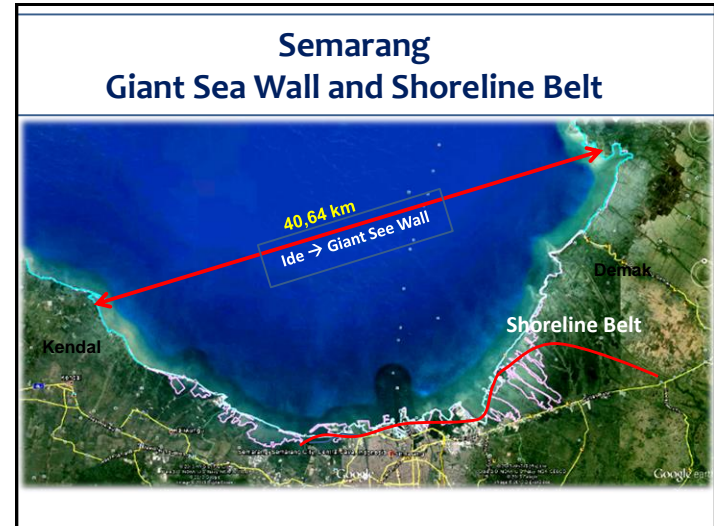 Semarang
Giant Sea Wall and Shoreline Belt
40,64 km
Ide → Giant See Wall
Demak
Shoreline Belt
Kendal
Google
Google earth